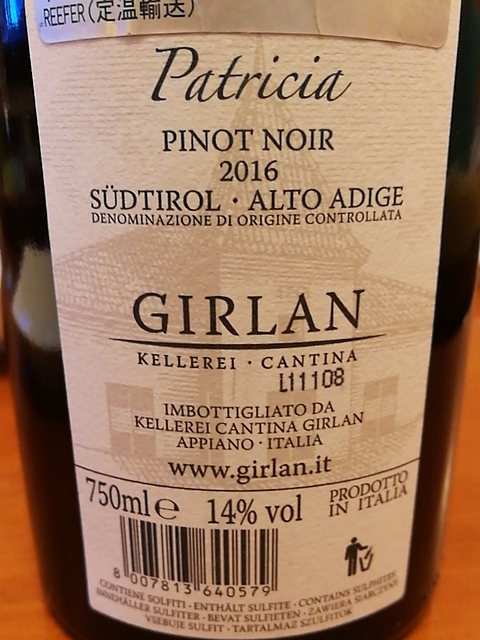 REEFER(定温輸送)
Patricia
PINOT NOIR
2016
SÜDTIROL · ALTO ADIGE
DENOMINAZIONE DI ORIGINE CONTROLLATA
GIRLAN
KELLEREI · CANTINA
L11108
IMBOTTIGLIATO DA
KELLEREI CANTINA GIRLAN
APPIANO · ITALIA
www.girlan.it
750ml e 14% vol PRODOTTO
IN ITALIA
8 007813 640579
CONTIENE SOLFITI · ENTHÄLT SULFITE · CONTAINS SULPHITES
INNEHÅLLER SULFITER · BEVAT SULFIETEN · ZAWIERA SIARCZYNY
VSEBUJE SULFIT · TARTALMAZ SZULFITOK